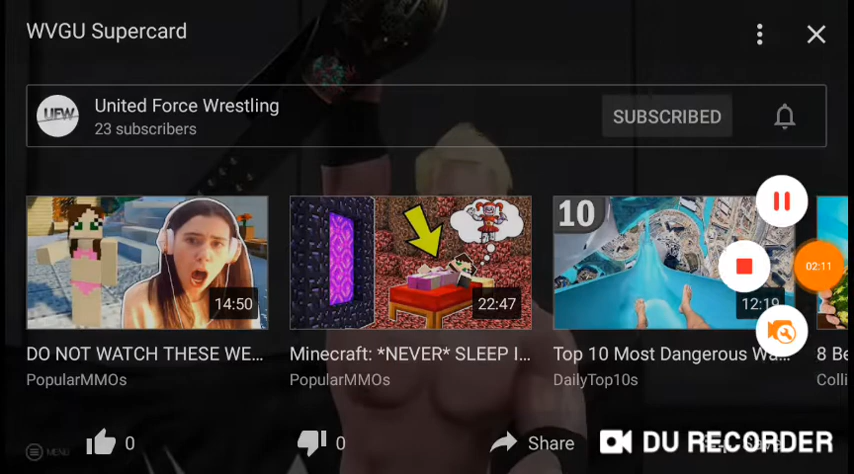 WVGU Supercard
UFW
United Force Wrestling
23 subscribers
SUBSCRIBED
10
14:50
22:47
12:19
02:11
DO NOT WATCH THESE WE...
Minecraft: *NEVER* SLEEP I...
Top 10 Most Dangerous Wa...
8 Be
PopularMMOs
PopularMMOs
DailyTop10s
Colli
MENU
0
0
Share
DU RECORDER